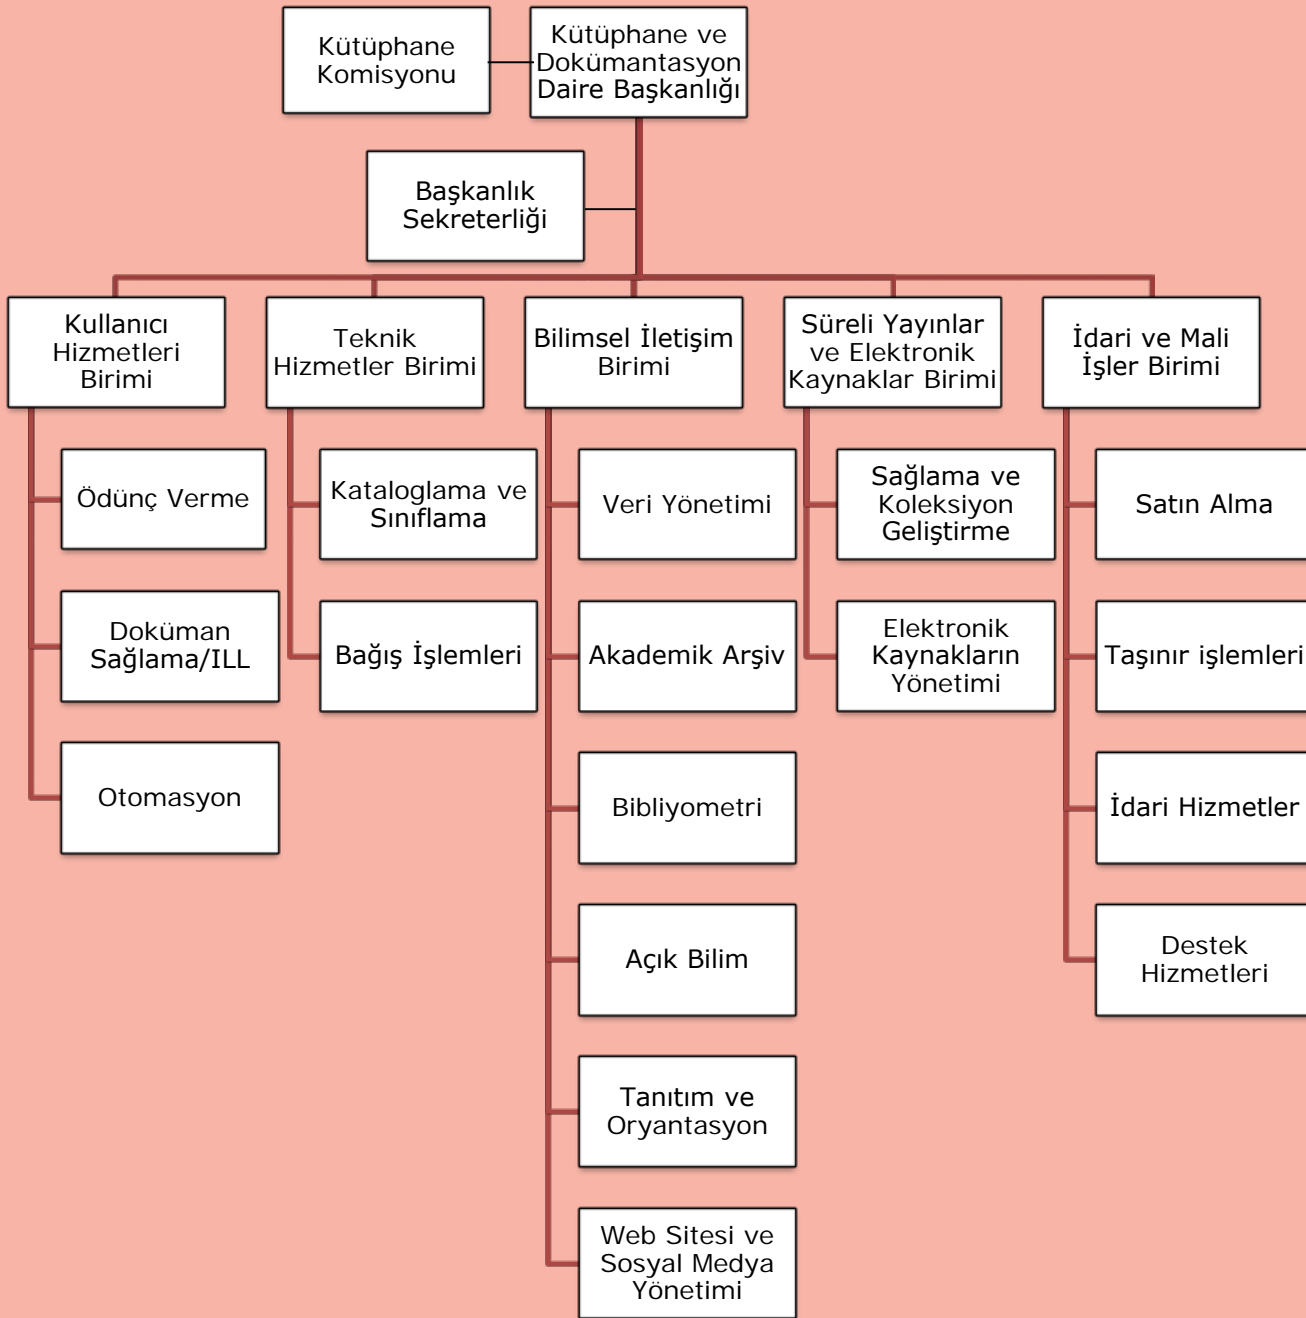 Kütüphane
Komisyonu
Kütüphane ve
Dokümantasyon
Daire Başkanlığı
Başkanlık
Sekreterliği
Kullanıcı
Hizmetleri
Birimi
Ödünç Verme
Doküman
Sağlama/ILL
Otomasyon
Teknik
Hizmetler Birimi
Kataloglama ve
Sınıflama
Bağış İşlemleri
Bilimsel İletişim
Birimi
Veri Yönetimi
Akademik Arşiv
Bibliyometri
Açık Bilim
Tanıtım ve
Oryantasyon
Web Sitesi ve
Sosyal Medya
Yönetimi
Süreli Yayınlar
ve Elektronik
Kaynaklar Birimi
Sağlama ve
Koleksiyon
Geliştirme
Elektronik
Kaynakların
Yönetimi
İdari ve Mali
İşler Birimi
Satın Alma
Taşınır işlemleri
İdari Hizmetler
Destek
Hizmetleri